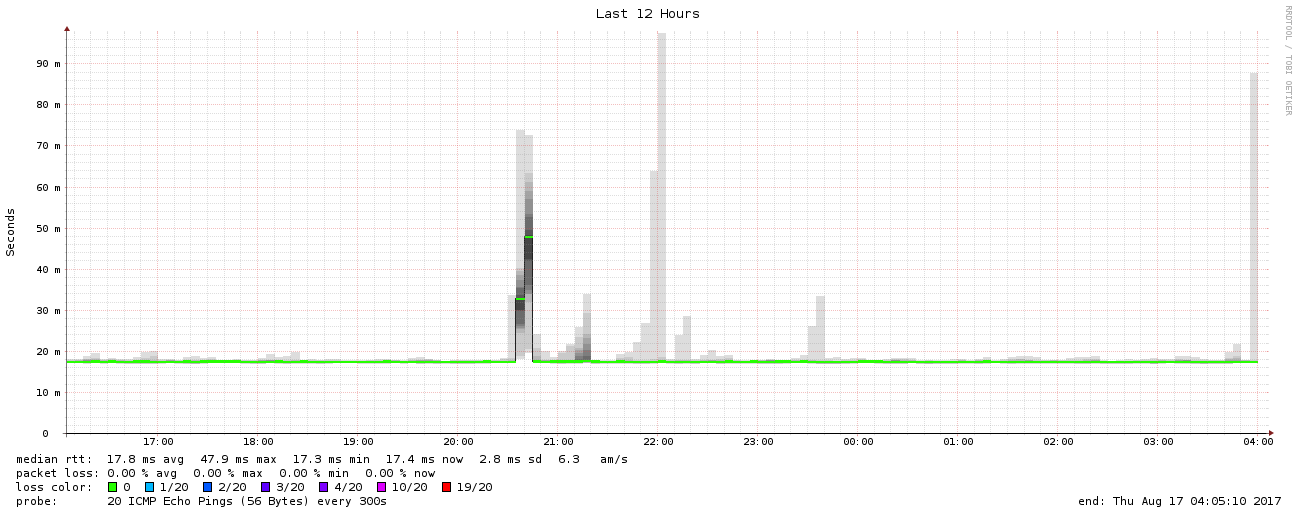 Last 12 Hours
RRDTOOL / TOBI OETIKER
Seconds
90 m
80 m
70 m
60 m
50 m
40 m
30 m
20 m
10 m
0
17:00 18:00 19:00 20:00 21:00 22:00 23:00 00:00 01:00 02:00 03:00 04:00
median rtt: 17.8 ms avg 47.9 ms max 17.3 ms min 17.4 ms now 2.8 ms sd 6.3 am/s
packet loss: 0.00 % avg 0.00 % max 0.00 % min 0.00 % now
loss color: 0 1/20 2/20 3/20 4/20 10/20 19/20
probe: 20 ICMP Echo Pings (56 Bytes) every 300s end: Thu Aug 17 04:05:10 2017